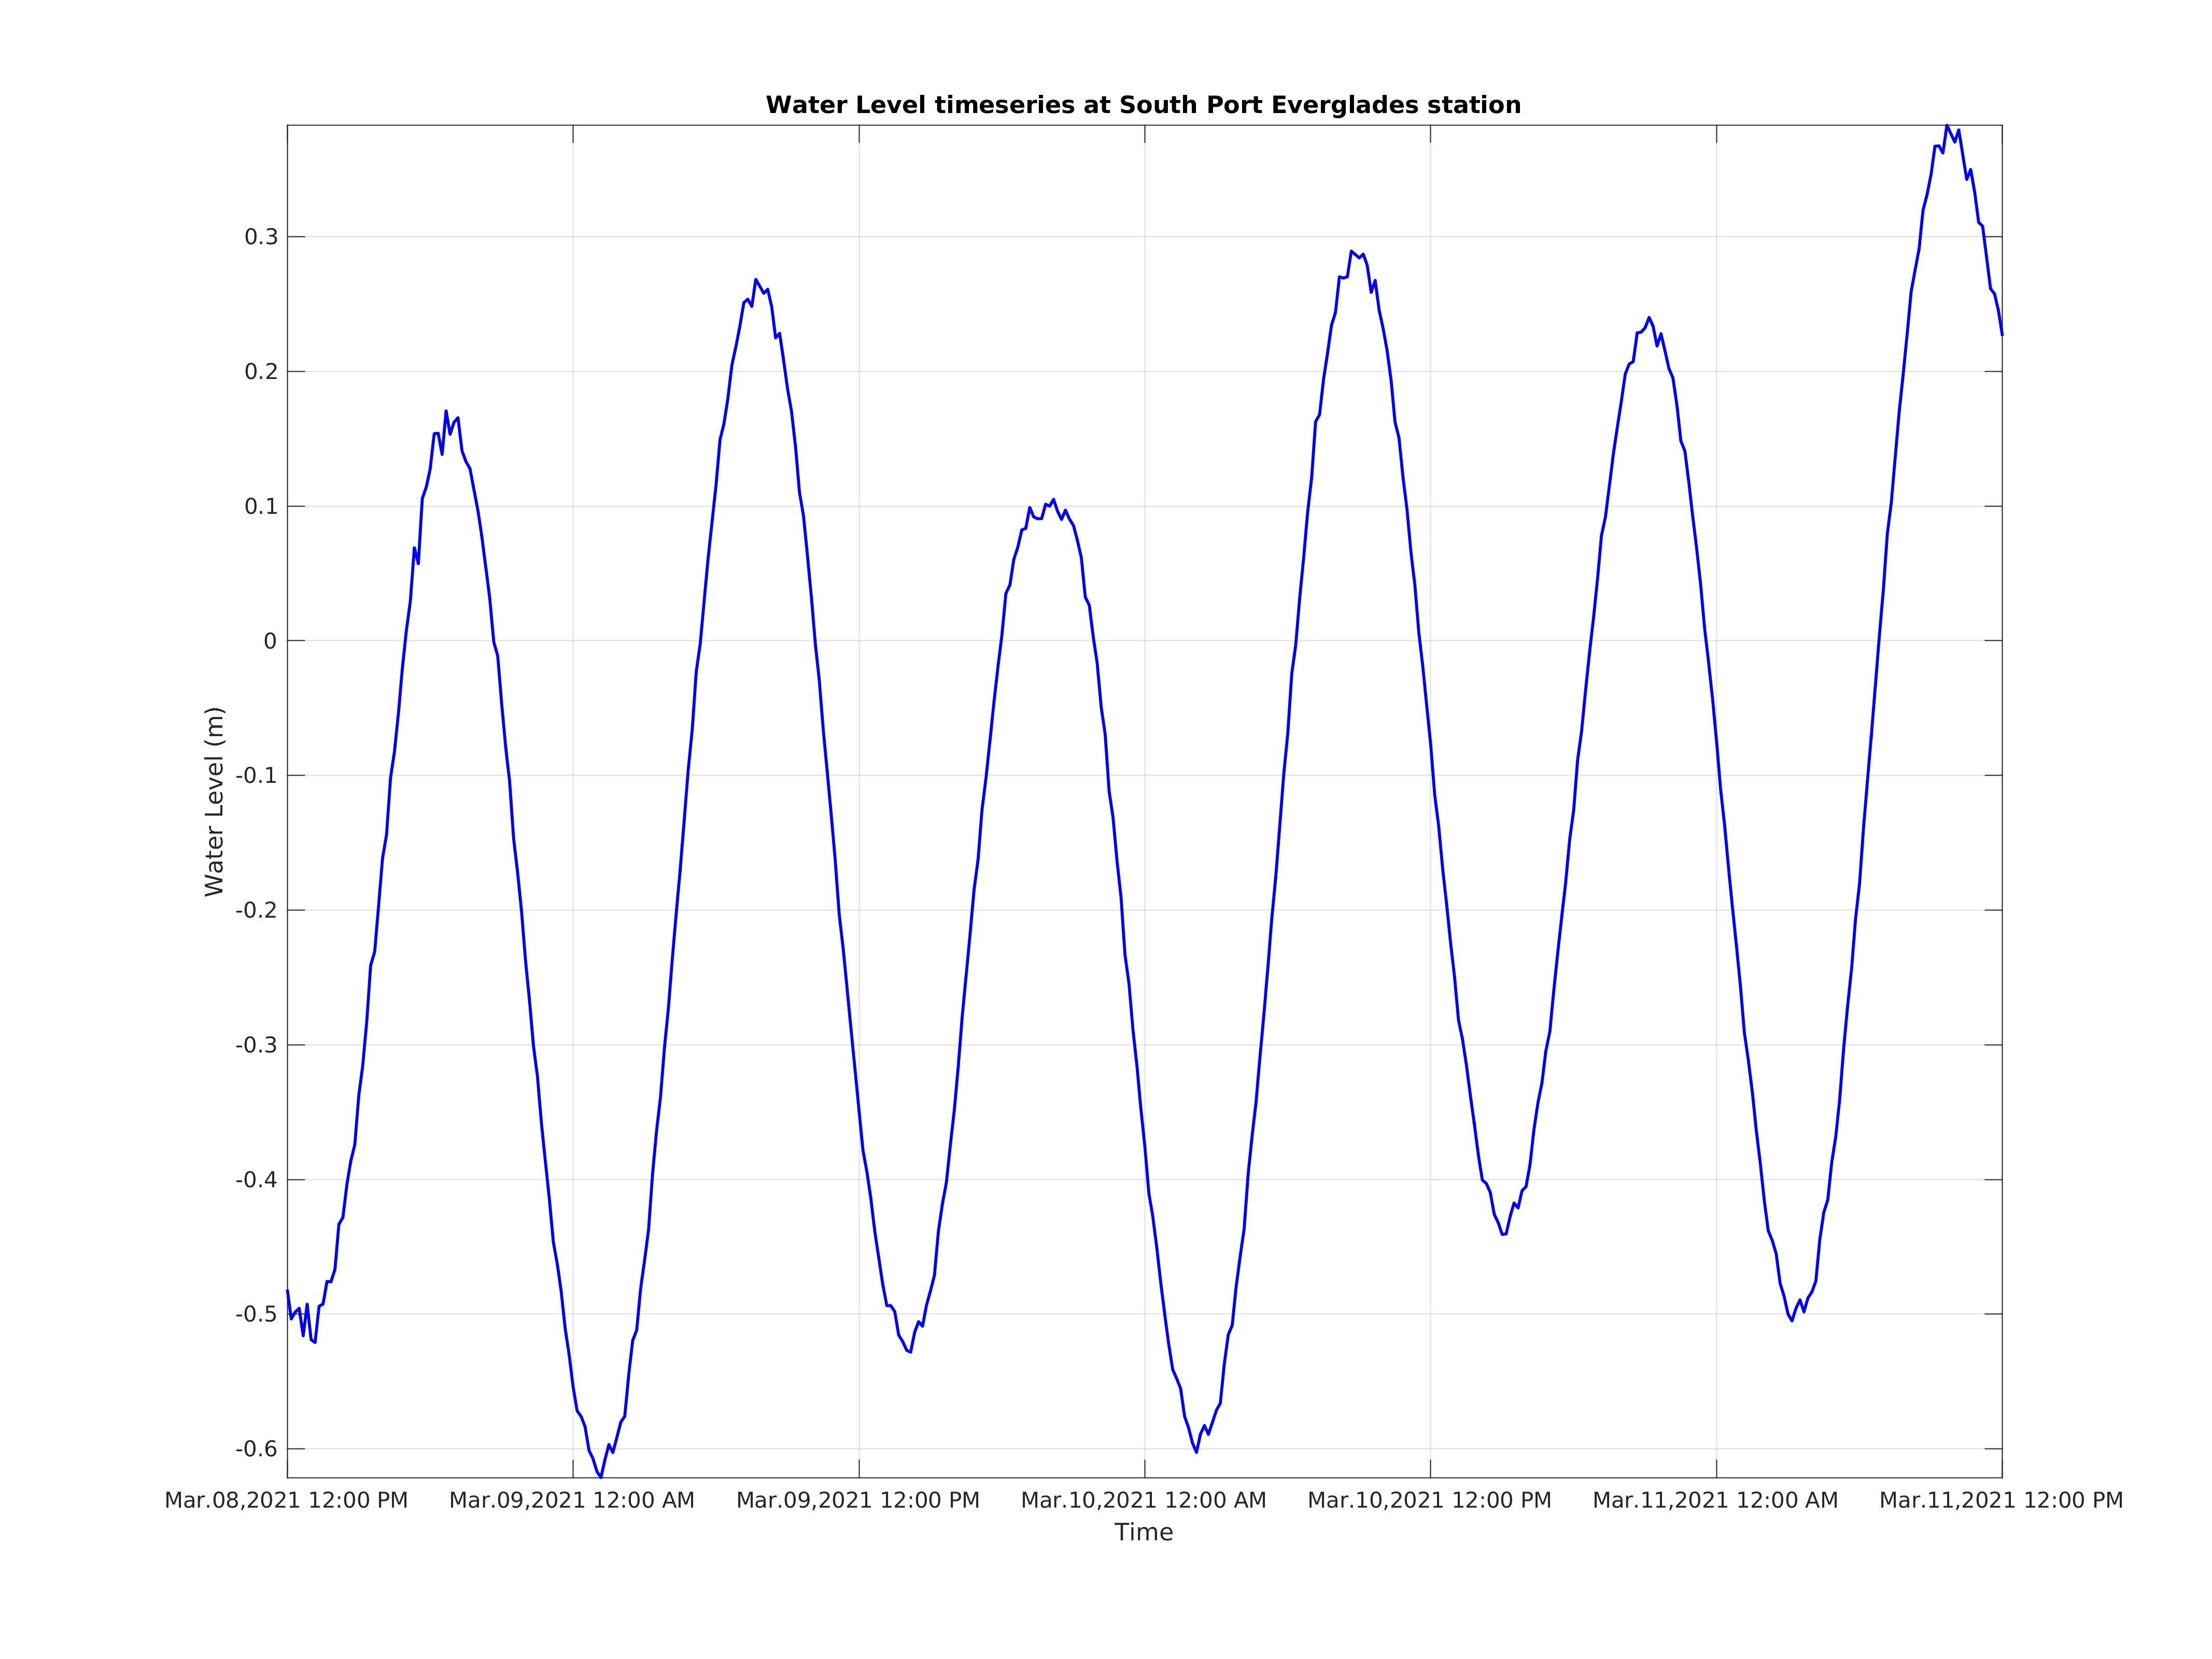 Water Level timeseries at South Port Everglades station
0.3
0.2
0.1
0
-0.1
-0.2
-0.3
-0.4
-0.5
-0.6
Water Level (m)
Mar.08,2021 12:00 PM
Mar.09,2021 12:00 AM
Mar.09,2021 12:00 PM
Mar.10,2021 12:00 AM
Mar.10,2021 12:00 PM
Mar.11,2021 12:00 AM
Mar.11,2021 12:00 PM
Time